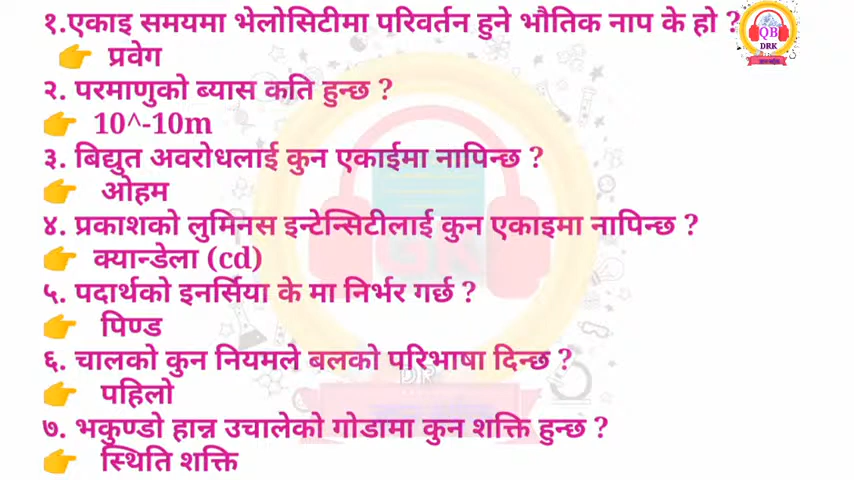 १.एकाइ समयमा भेलोसिटीमा परिवर्तन हुने भौतिक नाप के हो ?
👉 प्रवेग
२. परमाणुको ब्यास कति हुन्छ ?
👉 10^-10m
३. बिद्युत अवरोधलाई कुन एकाईमा नापिन्छ ?
👉 ओहम
४. प्रकाशको लुमिनस इन्टेन्सिटीलाई कुन एकाइमा नापिन्छ ?
👉 क्यान्डेला (cd)
५. पदार्थको इनर्सिया के मा निर्भर गर्छ ?
👉 पिण्ड
६. चालको कुन नियमले बलको परिभाषा दिन्छ ?
👉 पहिलो
७. भकुण्डो हान्न उचालेको गोडामा कुन शक्ति हुन्छ ?
👉 स्थिति शक्ति
QB
DRK